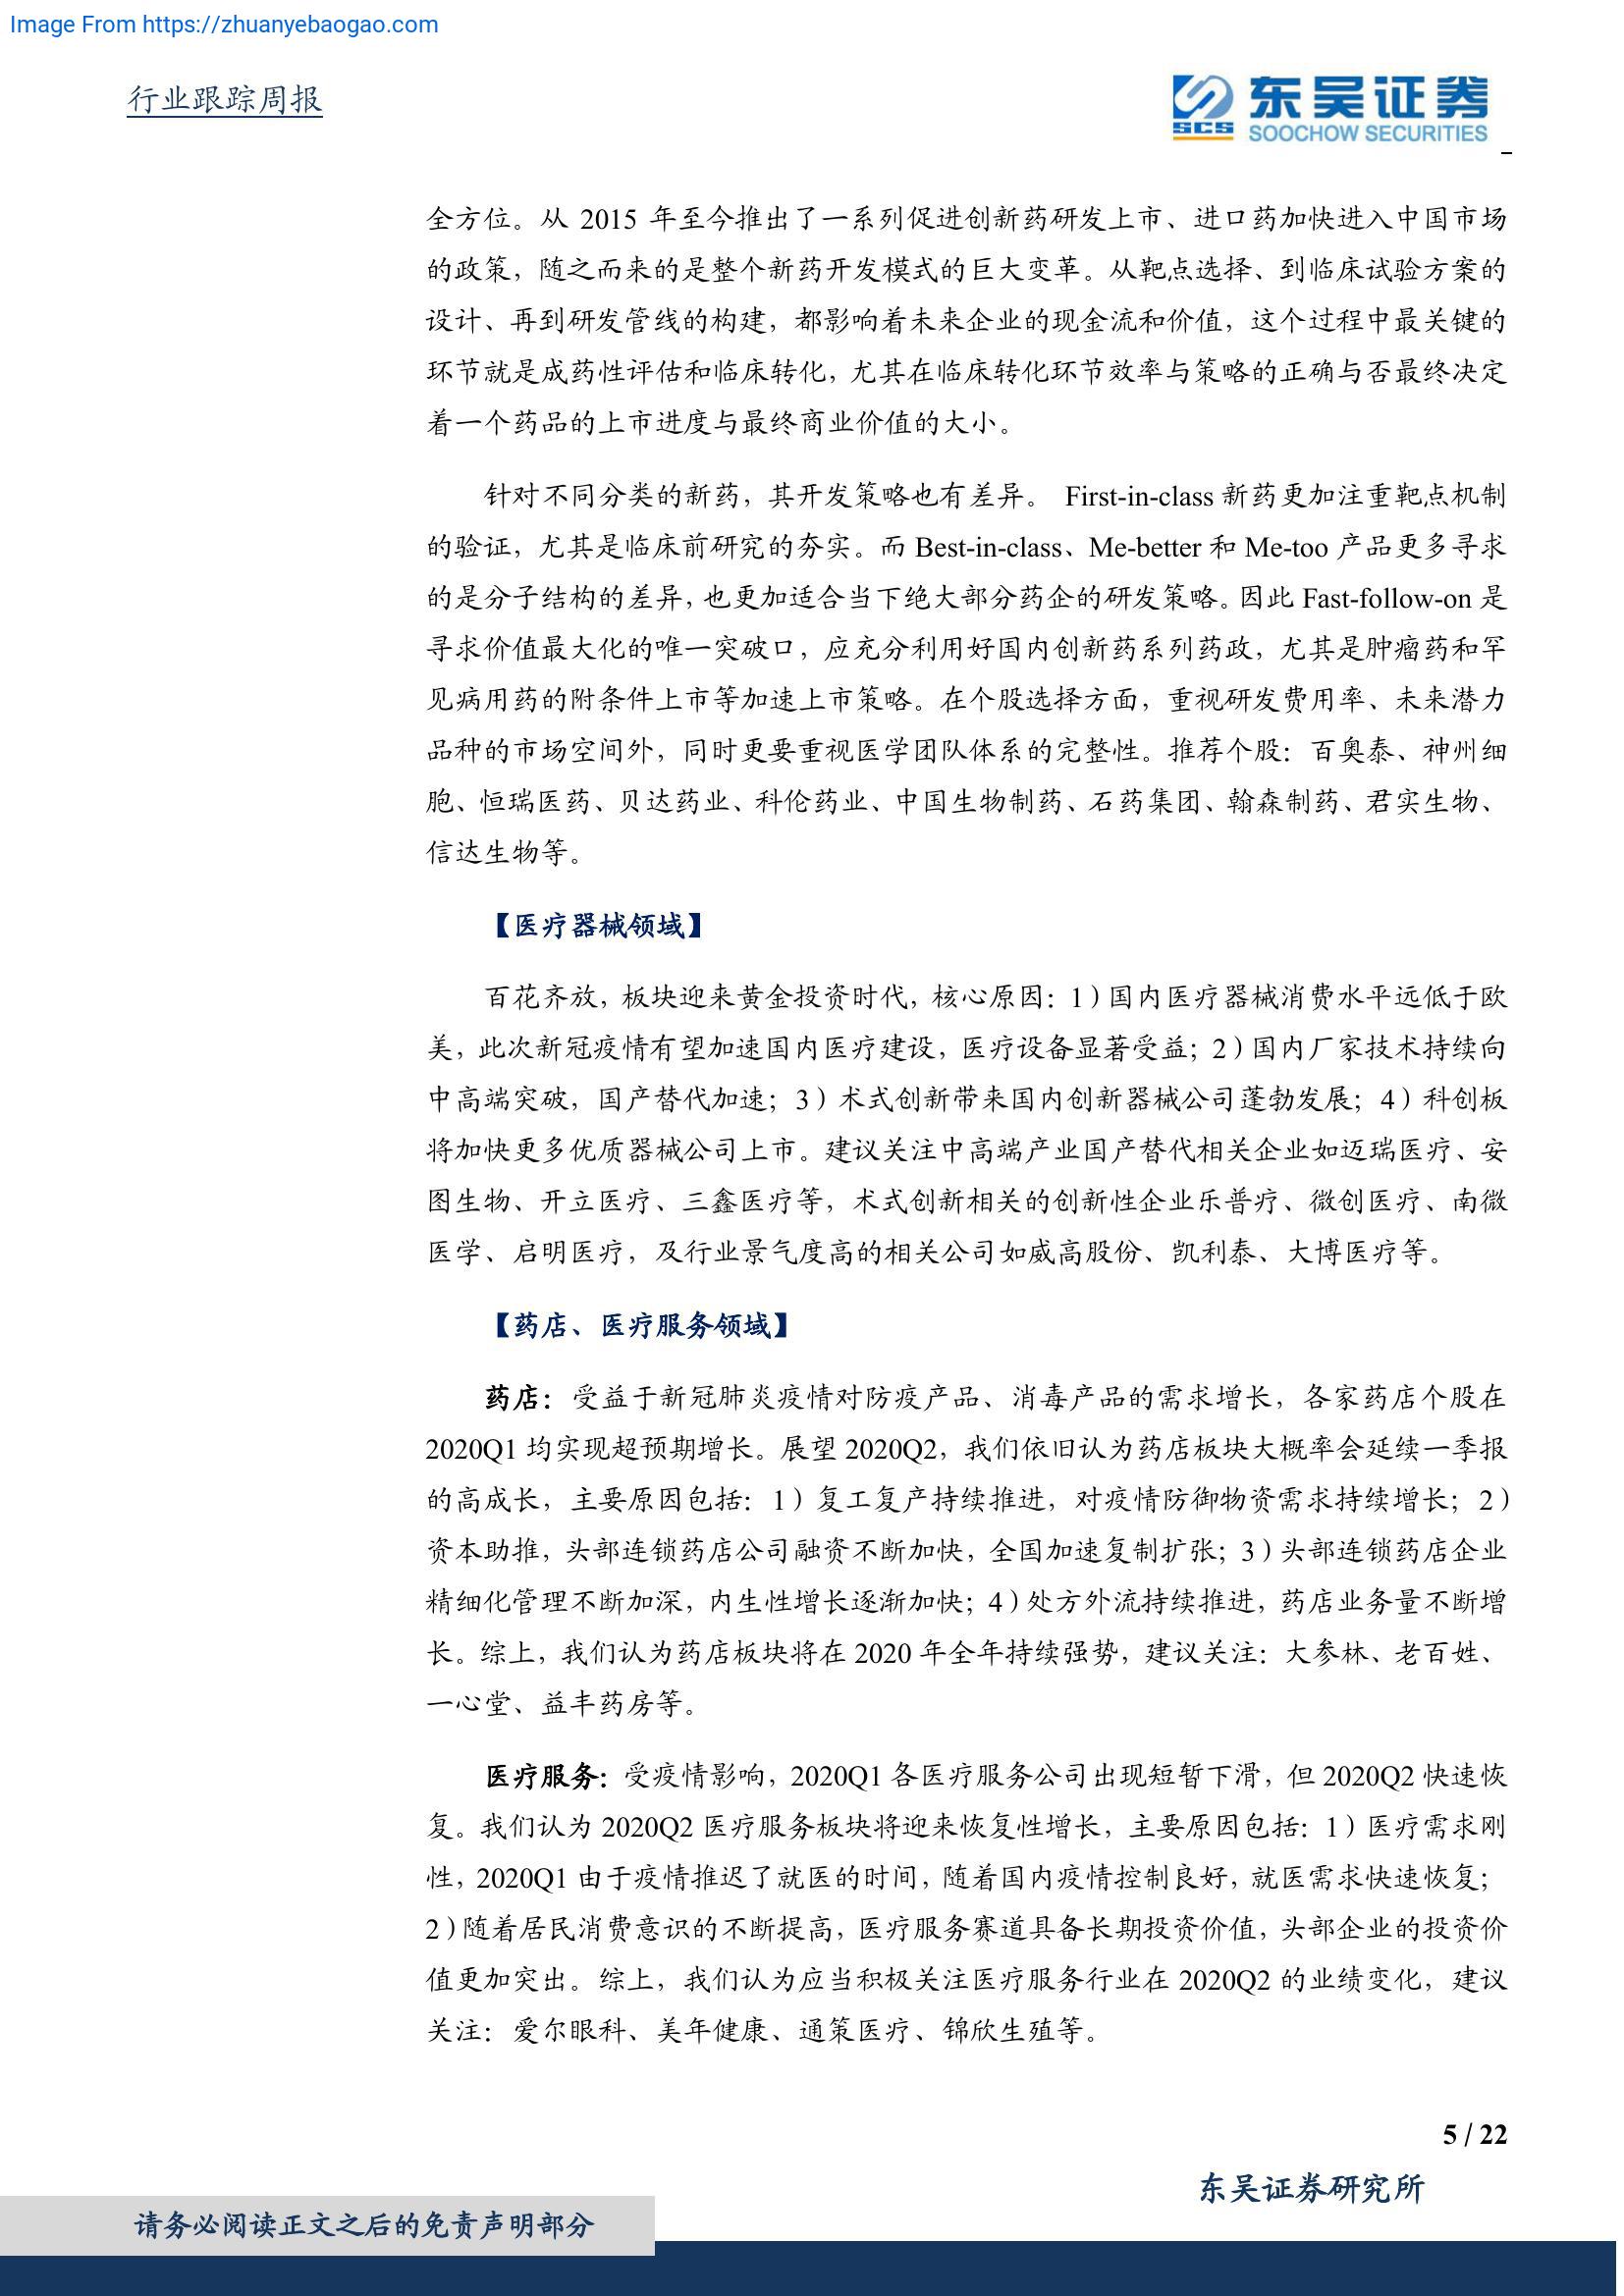 Image From https://zhuanyebaogao.com
行业跟踪周报
SCS 东吴证券
SOOCHOW SECURITIES
全方位。从 2015 年至今推出了一系列促进创新药研发上市、进口药加快进入中国市场
的政策，随之而来的是整个新药开发模式的巨大变革。从靶点选择、到临床试验方案的
设计、再到研发管线的构建，都影响着未来企业的现金流和价值，这个过程中最关键的
环节就是成药性评估和临床转化，尤其在临床转化环节效率与策略的正确与否最终决定
着一个药品的上市进度与最终商业价值的大小。
针对不同分类的新药，其开发策略也有差异。 First-in-class 新药更加注重靶点机制
的验证，尤其是临床前研究的夯实。而 Best-in-class、Me-better 和 Me-too 产品更多寻求
的是分子结构的差异，也更加适合当下绝大部分药企的研发策略。因此 Fast-follow-on 是
寻求价值最大化的唯一突破口，应充分利用好国内创新药系列药政，尤其是肿瘤药和罕
见病用药的附条件上市等加速上市策略。在个股选择方面，重视研发费用率、未来潜力
品种的市场空间外，同时更要重视医学团队体系的完整性。推荐个股：百奥泰、神州细
胞、恒瑞医药、贝达药业、科伦药业、中国生物制药、石药集团、翰森制药、君实生物、
信达生物等。
【医疗器械领域】
百花齐放，板块迎来黄金投资时代，核心原因：1）国内医疗器械消费水平远低于欧
美，此次新冠疫情有望加速国内医疗建设，医疗设备显著受益；2）国内厂家技术持续向
中高端突破，国产替代加速；3）术式创新带来国内创新器械公司蓬勃发展；4）科创板
将加快更多优质器械公司上市。建议关注中高端产业国产替代相关企业如迈瑞医疗、安
图生物、开立医疗、三鑫医疗等，术式创新相关的创新性企业乐普疗、微创医疗、南微
医学、启明医疗，及行业景气度高的相关公司如威高股份、凯利泰、大博医疗等。
【药店、医疗服务领域】
药店：受益于新冠肺炎疫情对防疫产品、消毒产品的需求增长，各家药店个股在
2020Q1 均实现超预期增长。展望 2020Q2，我们依旧认为药店板块大概率会延续一季报
的高成长，主要原因包括：1）复工复产持续推进，对疫情防御物资需求持续增长；2）
资本助推，头部连锁药店公司融资不断加快，全国加速复制扩张；3）头部连锁药店企业
精细化管理不断加深，内生性增长逐渐加快；4）处方外流持续推进，药店业务量不断增
长。综上，我们认为药店板块将在 2020 年全年持续强势，建议关注：大参林、老百姓、
一心堂、益丰药房等。
医疗服务：受疫情影响，2020Q1 各医疗服务公司出现短暂下滑，但 2020Q2 快速恢
复。我们认为 2020Q2 医疗服务板块将迎来恢复性增长，主要原因包括：1）医疗需求刚
性，2020Q1 由于疫情推迟了就医的时间，随着国内疫情控制良好，就医需求快速恢复；
2）随着居民消费意识的不断提高，医疗服务赛道具备长期投资价值，头部企业的投资价
值更加突出。综上，我们认为应当积极关注医疗服务行业在 2020Q2 的业绩变化，建议
关注：爱尔眼科、美年健康、通策医疗、锦欣生殖等。
5 / 22
东吴证券研究所
请务必阅读正文之后的免责声明部分